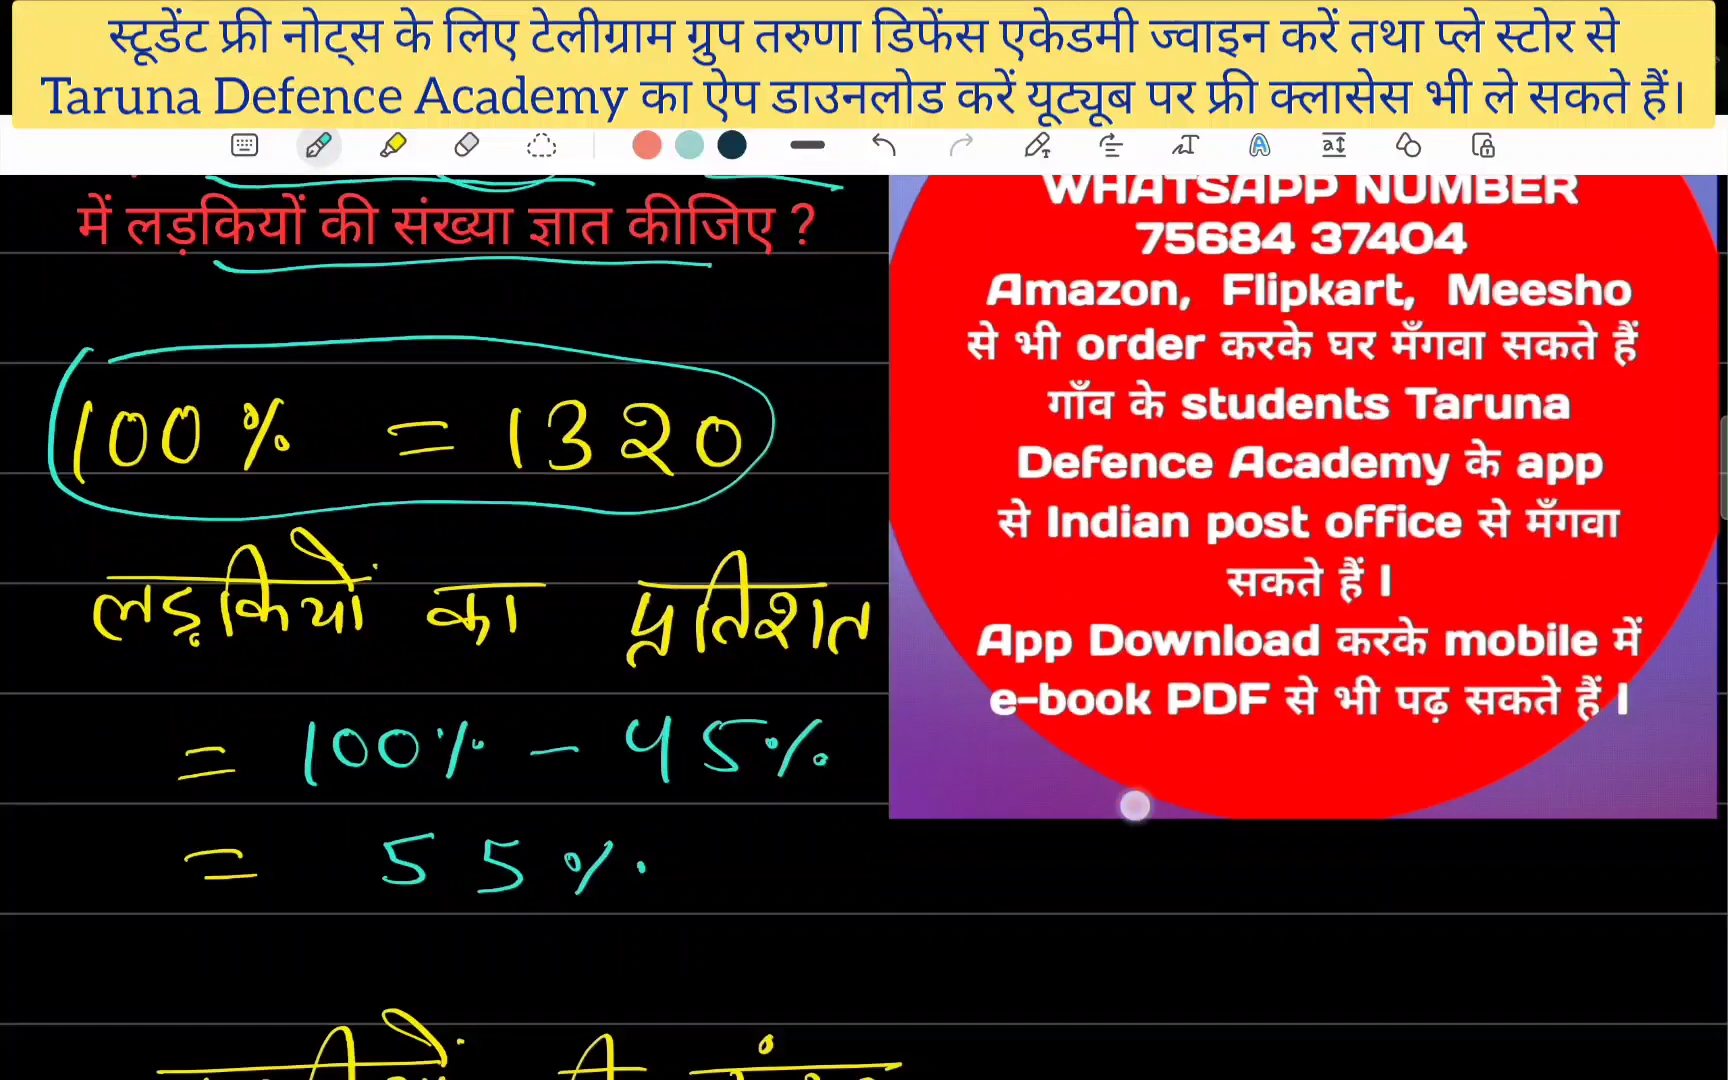 स्टूडेंट फ्री नोट्स के लिए टेलीग्राम ग्रुप तरुणा डिफेंस एकेडमी ज्वाइन करें तथा प्ले स्टोर से
Taruna Defence Academy का ऐप डाउनलोड करें यूट्यूब पर फ्री क्लासेस भी ले सकते हैं।
में लड़कियों की संख्या ज्ञात कीजिए ?
100 % = 13२0
लड़कियों का प्रतिशत
= 100% - 45%
= 55%
WHATSAPP NUMBER
75684 37404
Amazon, Flipkart, Meesho
से भी order करके घर मँगवा सकते हैं
गाँव के students Taruna
Defence Academy के app
से Indian post office से मँगवा
सकते हैं I
App Download करके mobile में
e-book PDF से भी पढ़ सकते हैं I